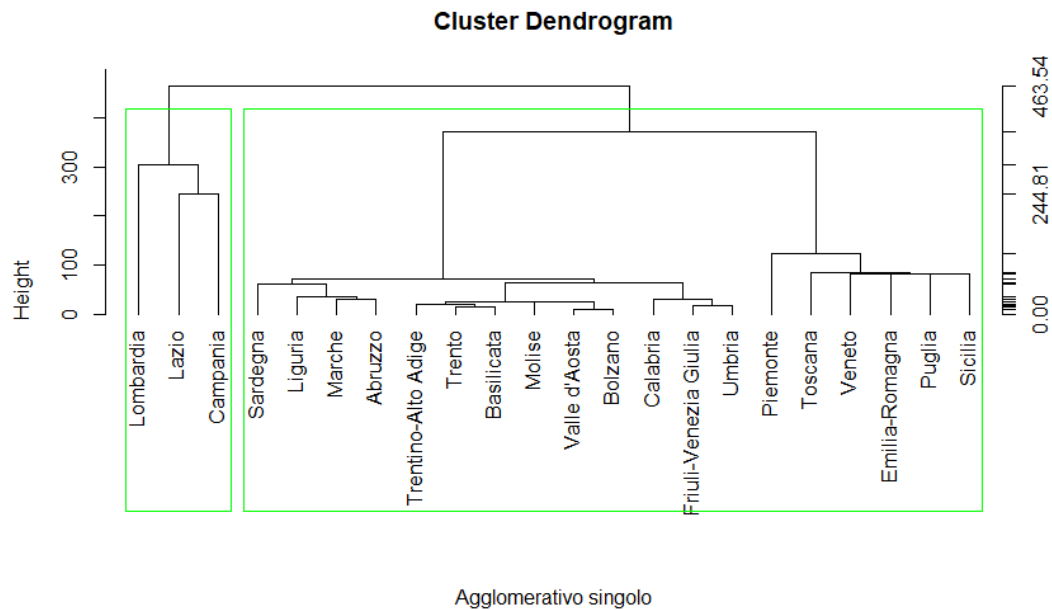 Cluster Dendrogram
Height
0
100
300
0.00
244.81
463.54
Lombardia
Lazio
Campania
Sardegna
Liguria
Marche
Abruzzo
Trentino-Alto Adige
Trento
Basilicata
Molise
Valle d'Aosta
Bolzano
Calabria
Friuli-Venezia Giulia
Umbria
Piemonte
Toscana
Veneto
Emilia-Romagna
Puglia
Sicilia
Agglomerativo singolo